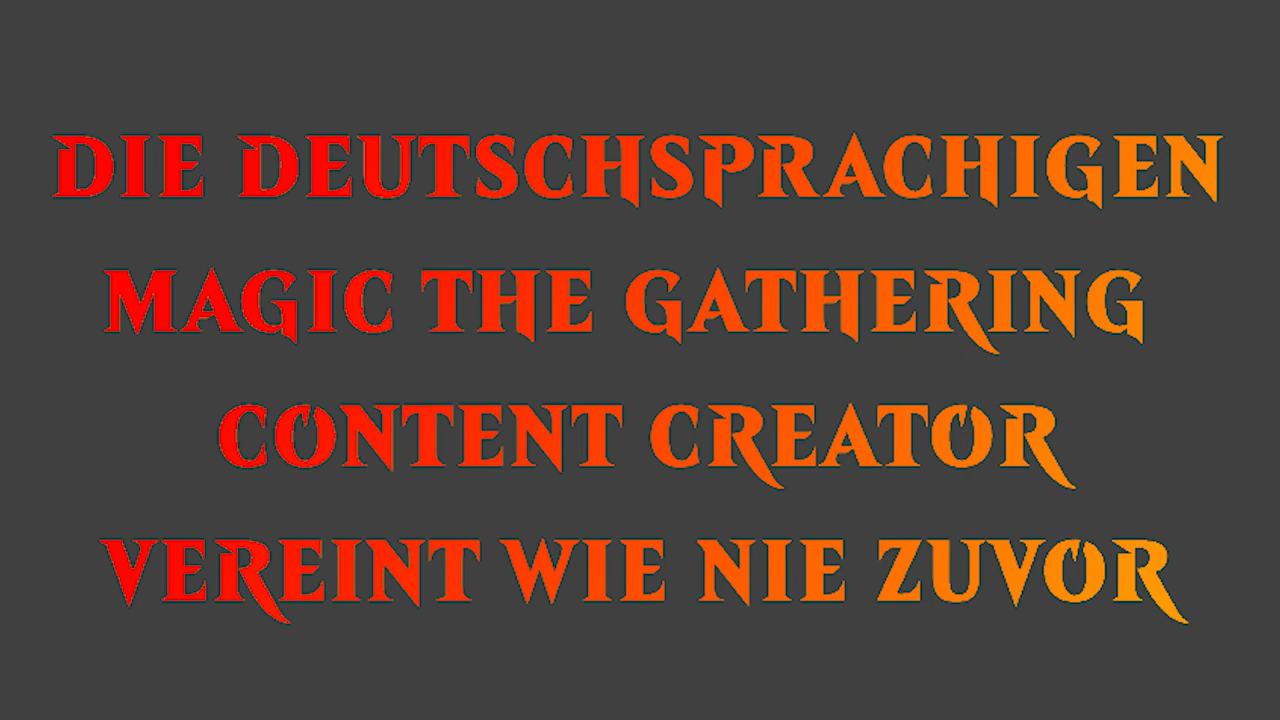 DIE DEUTSCHSPRACHIGEN
MAGIC THE GATHERING
CONTENT CREATOR
VEREINT WIE NIE ZUVOR